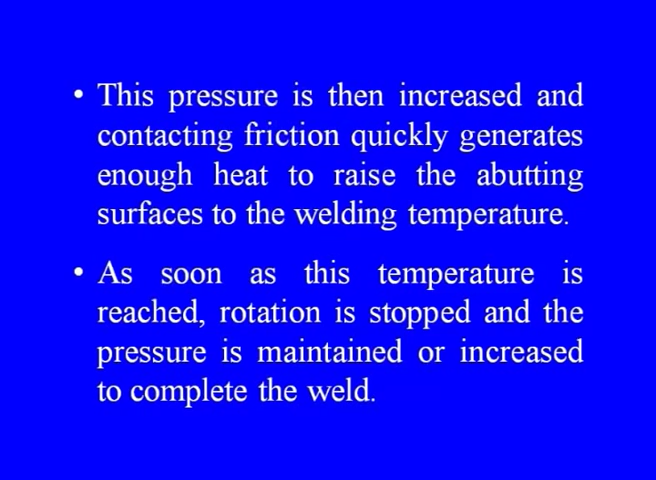 • This pressure is then increased and
contacting friction quickly generates
enough heat to raise the abutting
surfaces to the welding temperature.
• As soon as this temperature is
reached, rotation is stopped and the
pressure is maintained or increased
to complete the weld.